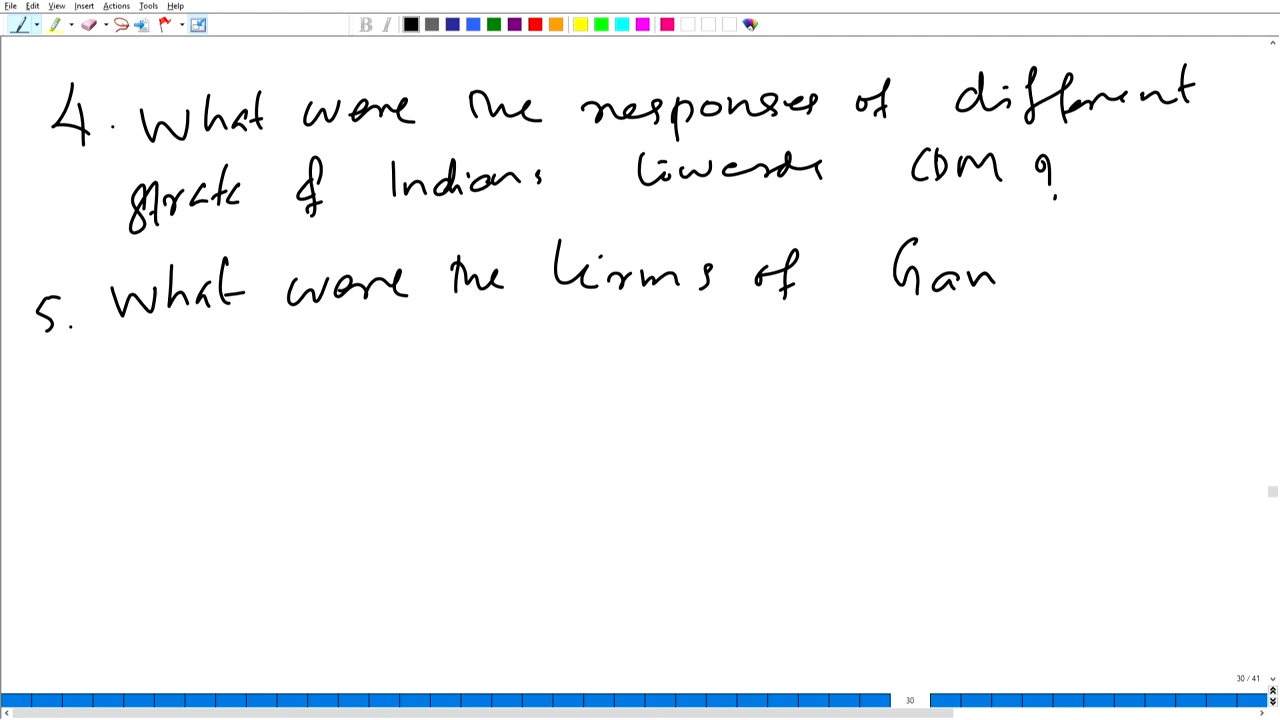 File Edit View Insert Actions Tools Help
B I
4. What were the responses of different
strata of Indians towards CDM ?
5. What were the terms of Gan
30 / 41
30